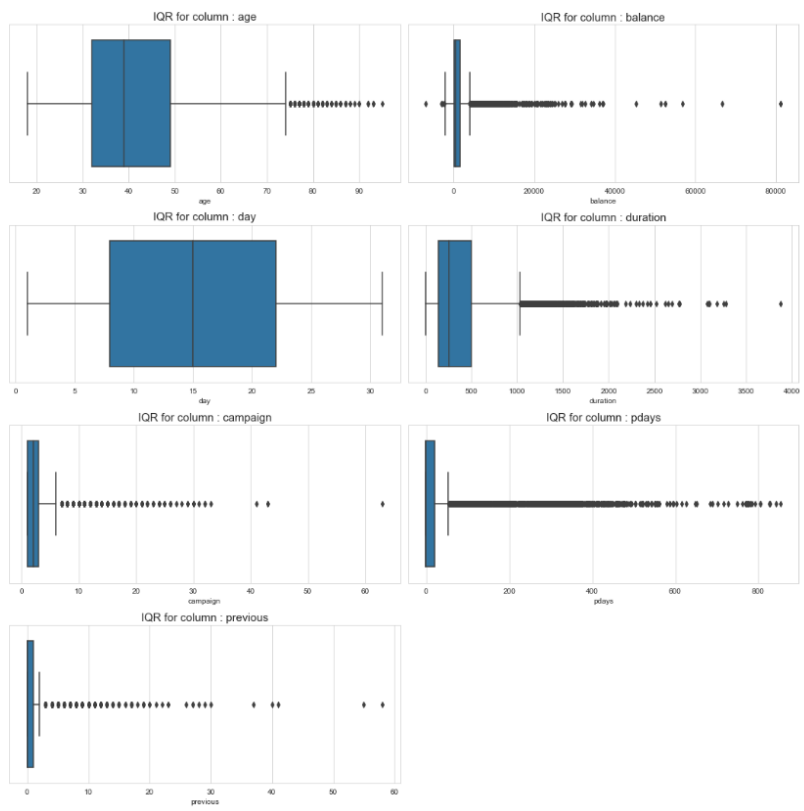 IQR for column : age
20 30 40 50 60 70 80 90
age
IQR for column : balance
0 20000 40000 60000 80000
balance
IQR for column : day
0 5 10 15 20 25 30
day
IQR for column : duration
0 500 1000 1500 2000 2500 3000 3500 4000
duration
IQR for column : campaign
0 10 20 30 40 50 60
campaign
IQR for column : pdays
0 200 400 600 800
pdays
IQR for column : previous
0 10 20 30 40 50 60
previous